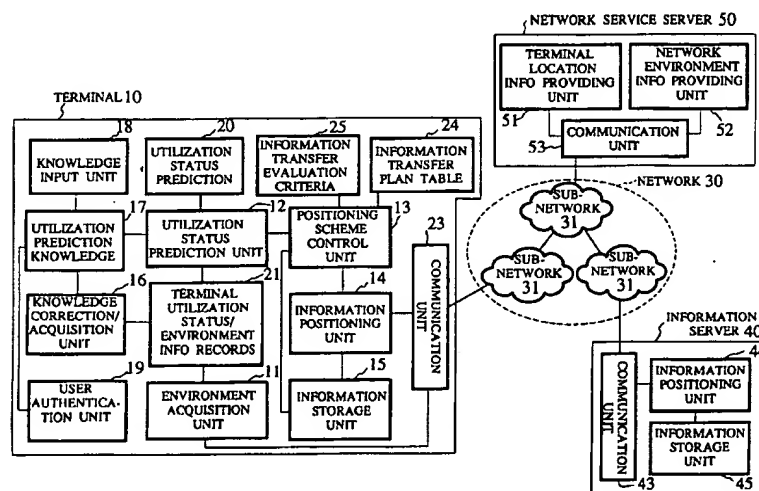 NETWORK SERVICE SERVER 50
TERMINAL
LOCATION
INFO PROVIDING
UNIT
51
NETWORK
ENVIRONMENT
INFO PROVIDING
UNIT
52
COMMUNICATION
UNIT
53
TERMINAL 10
18
KNOWLEDGE
INPUT UNIT
20
UTILIZATION
STATUS
PREDICTION
25
INFORMATION
TRANSFER
EVALUATION
CRITERIA
24
INFORMATION
TRANSFER
PLAN TABLE
17
UTILIZATION
PREDICTION
KNOWLEDGE
12
UTILIZATION
STATUS
PREDICTION UNIT
13
POSITIONING
SCHEME
CONTROL
UNIT
16
KNOWLEDGE
CORRECTION/
ACQUISITION
UNIT
21
TERMINAL
UTILIZATION
STATUS/
ENVIRONMENT
INFO RECORDS
14
INFORMATION
POSITIONING
UNIT
23
COMMUNICATION
UNIT
19
USER
AUTHENTICA-
TION UNIT
11
ENVIRONMENT
ACQUISITION UNIT
15
INFORMATION
STORAGE
UNIT
NETWORK 30
SUB-
NETWORK
31
SUB-
NETWORK
31
SUB-
NETWORK
31
INFORMATION SERVER 40
COMMUNICATION
UNIT
43
INFORMATION
POSITIONING
UNIT
INFORMATION
STORAGE
UNIT
45